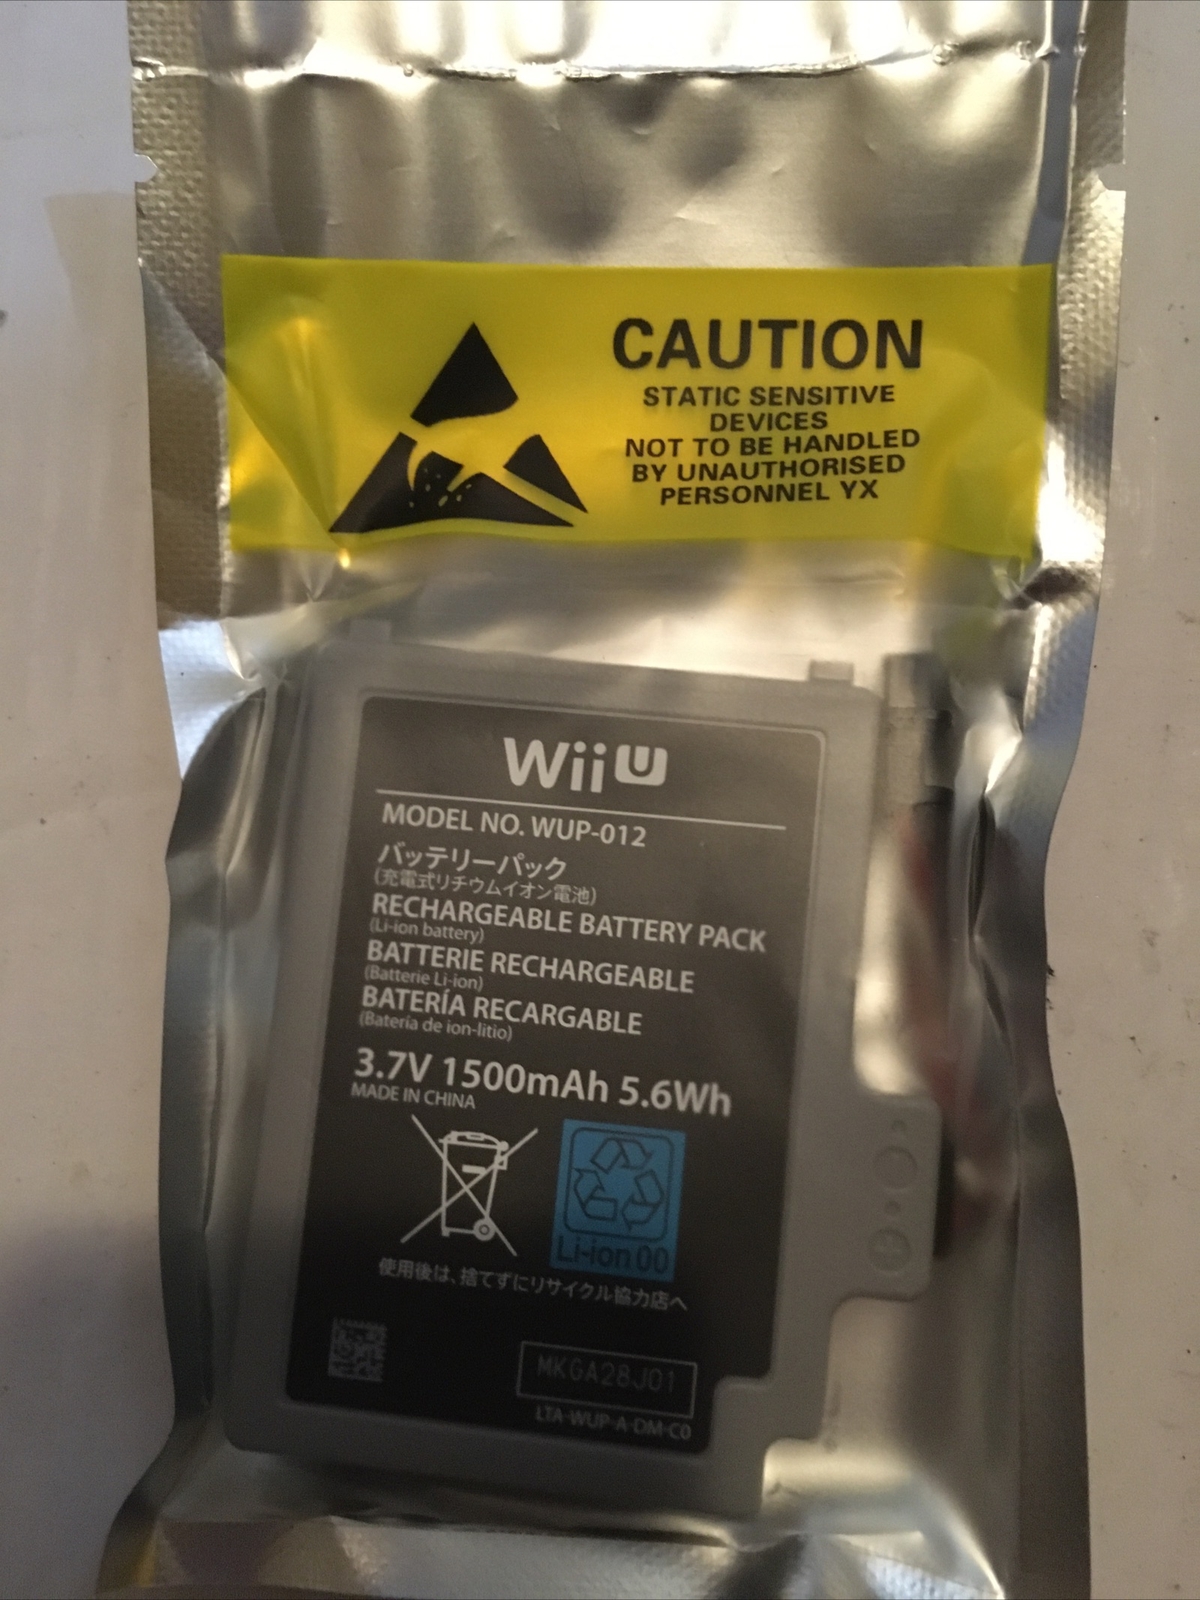 CAUTION
STATIC SENSITIVE
DEVICES
NOT TO BE HANDLED
BY UNAUTHORISED
PERSONNEL YX
Wii U
MODEL NO. WUP-012
バッテリーパック
(充電式リチウムイオン電池)
RECHARGEABLE BATTERY PACK
(Li-ion battery)
BATTERIE RECHARGEABLE
(Batterie Li-ion)
BATERÍA RECARGABLE
(Batería de ion-litio)
3.7V 1500mAh 5.6Wh
MADE IN CHINA
Li-ion 00
使用後は、捨てずにリサイクル協力店へ
MKGA28J01
LTA-WUP-A-DM-C0